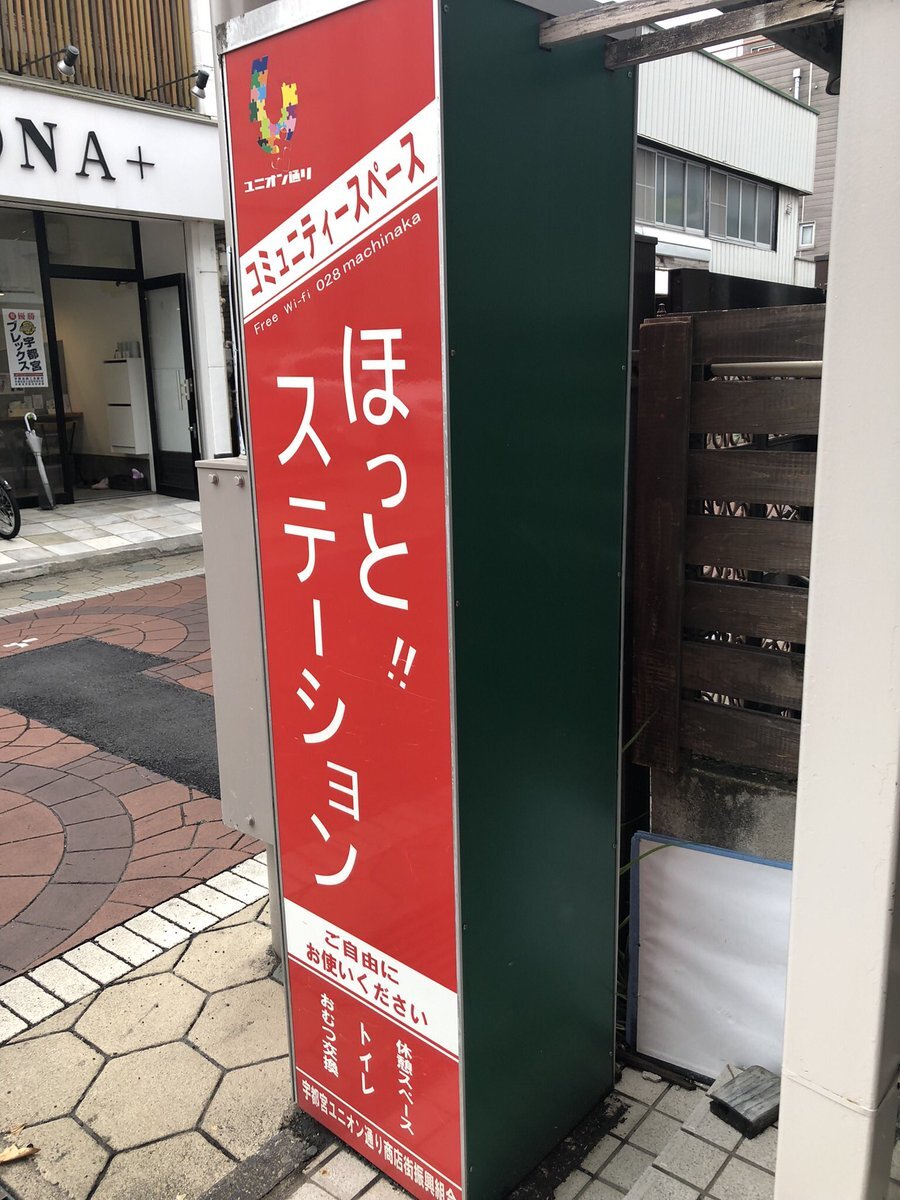 ONA+
優勝
宇都宮
ブレックス
ユニオン通り
コミュニティースペース
Free Wi-fi 028machinaka
ほっと!!
ステーション
ご自由に
お使いください
休憩スペース
トイレ
おむつ交換
宇都宮ユニオン通り商店街振興組合